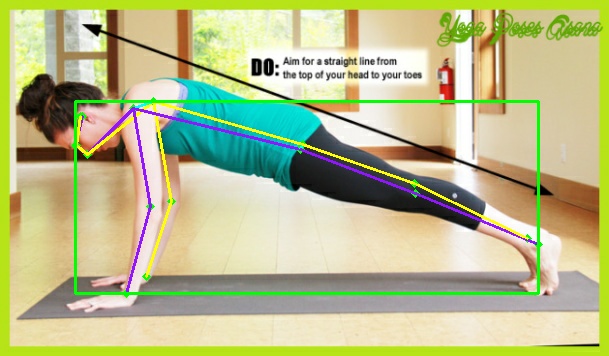 Yoga Poses Asana
DO: Aim for a straight line from
the top of your head to your toes